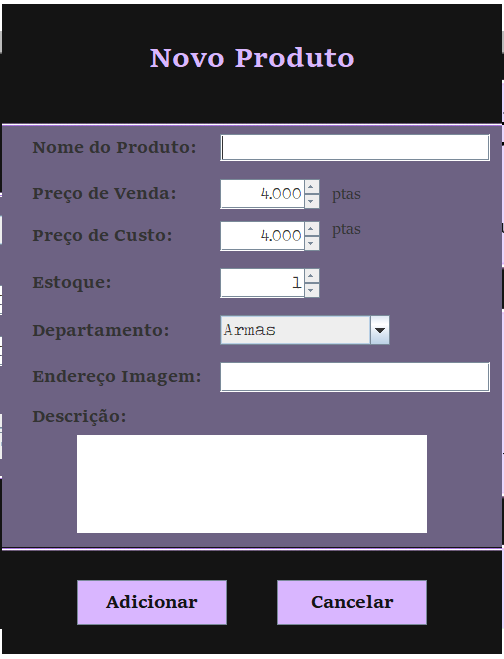 Novo Produto
Nome do Produto:
Preço de Venda: 4.000 ptas
Preço de Custo: 4.000 ptas
Estoque: 1
Departamento: Armas
Endereço Imagem:
Descrição:
Adicionar Cancelar